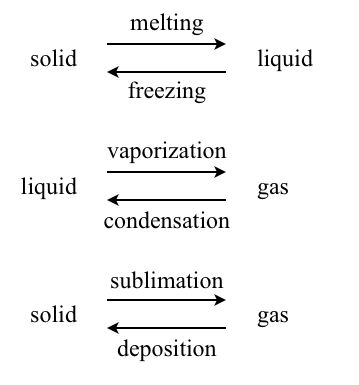 melting
solid liquid
freezing
vaporization
liquid gas
condensation
sublimation
solid gas
deposition